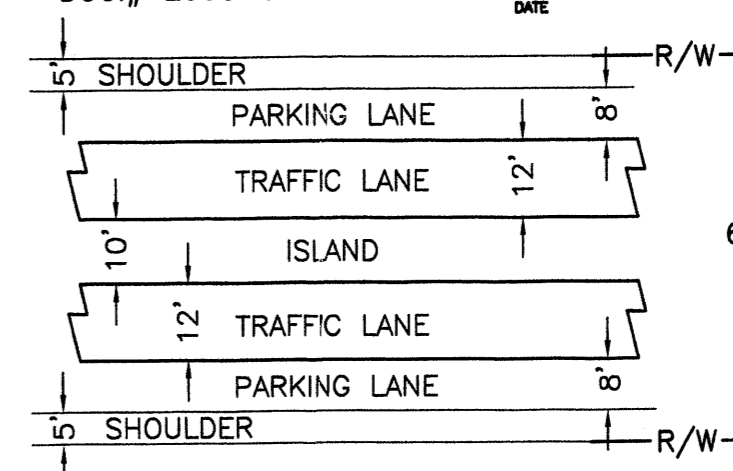 DATE
R/W
5' SHOULDER
PARKING LANE 8'
TRAFFIC LANE 12'
10' ISLAND
12' TRAFFIC LANE
PARKING LANE 8'
5' SHOULDER
R/W